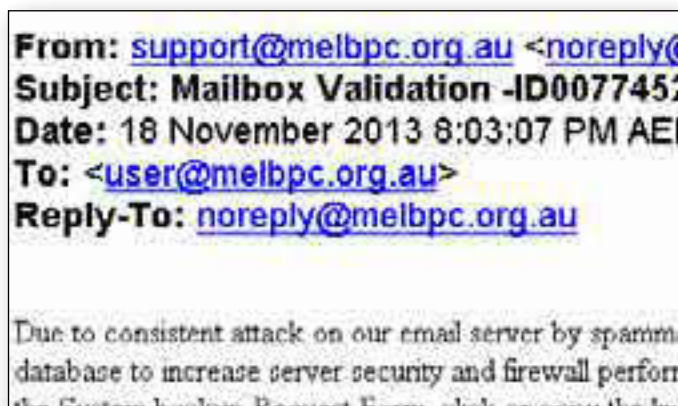 From: support@melbpc.org.au <noreply@
Subject: Mailbox Validation -ID0077452
Date: 18 November 2013 8:03:07 PM AE
To: <user@melbpc.org.au>
Reply-To: noreply@melbpc.org.au
Due to consistent attack on our email server by spamm
database to increase server security and firewall perfor
the System